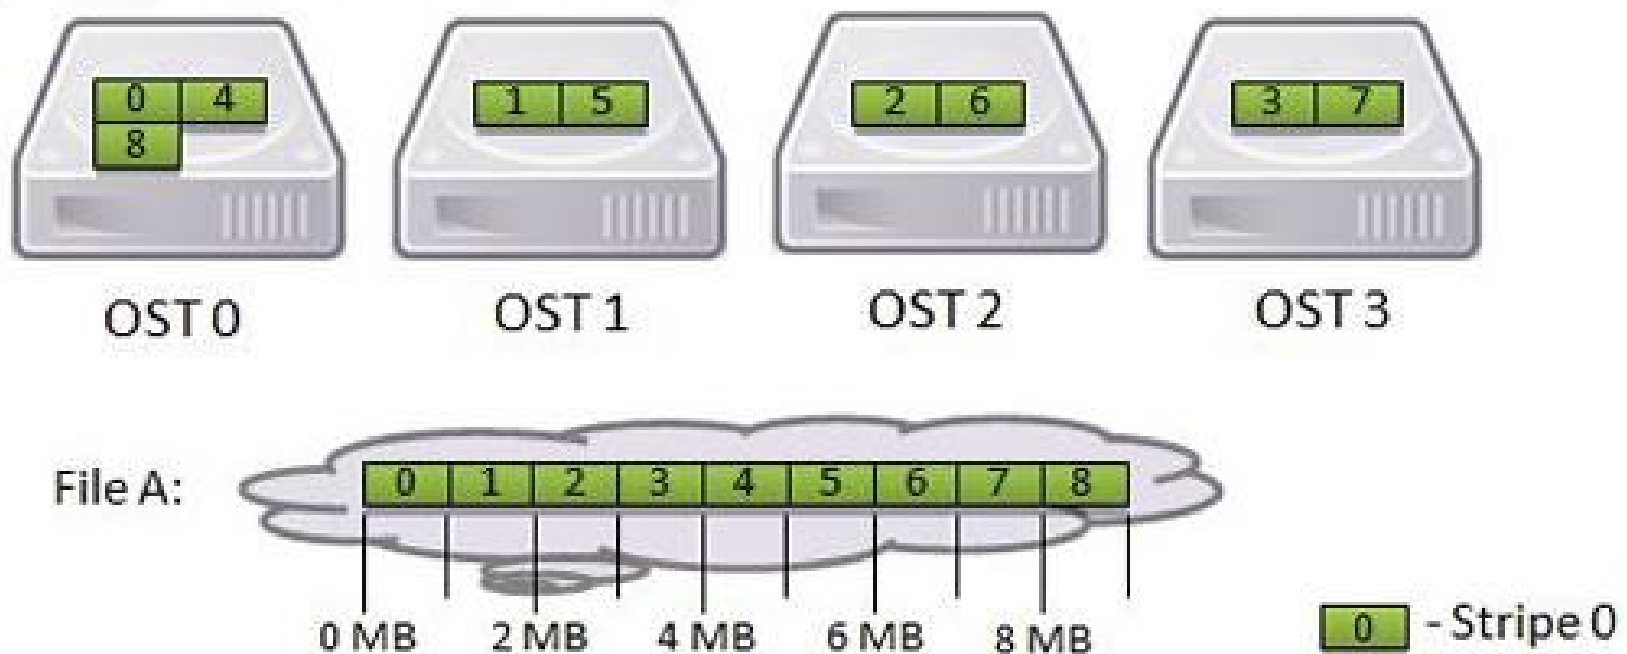 0 4
8
1 5
2 6
3 7
OST 0
OST 1
OST 2
OST 3
File A:
0 1 2 3 4 5 6 7 8
0 MB 2 MB 4 MB 6 MB 8 MB
0 - Stripe 0